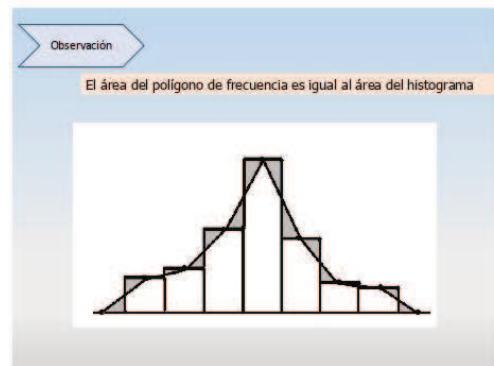 Observación
El área del polígono de frecuencia es igual al área del histograma